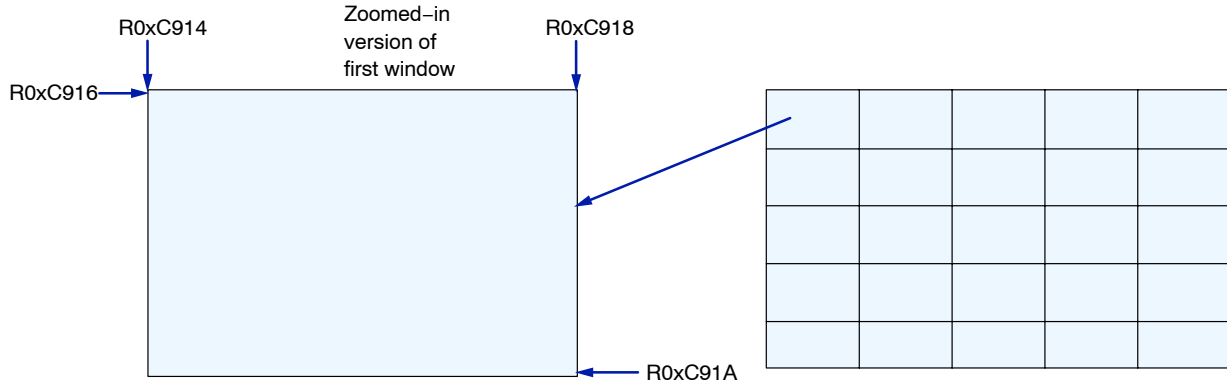 R0xC914
Zoomed−in
version of
first window
R0xC918
R0xC916
R0xC91A